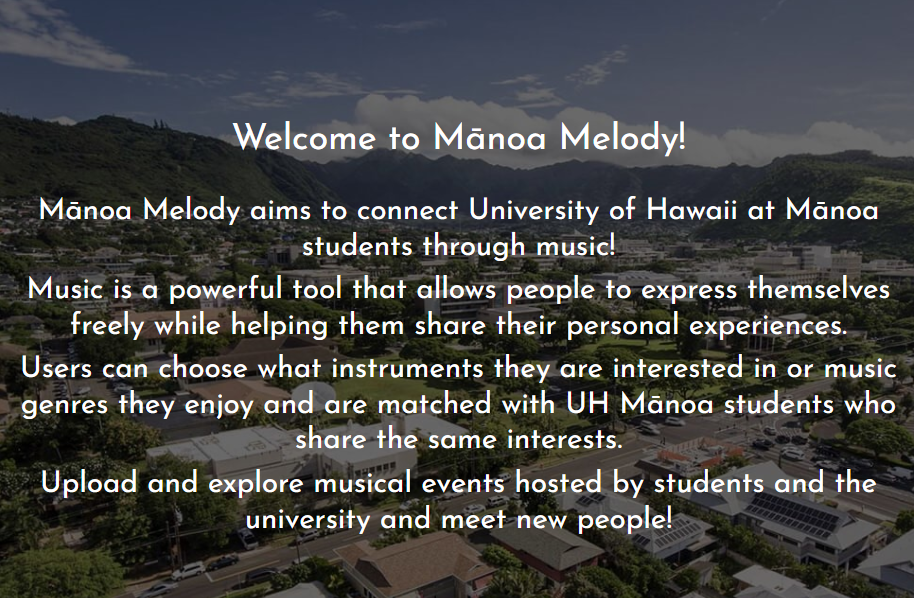 Welcome to Mānoa Melody!
Mānoa Melody aims to connect University of Hawaii at Mānoa
students through music!
Music is a powerful tool that allows people to express themselves
freely while helping them share their personal experiences.
Users can choose what instruments they are interested in or music
genres they enjoy and are matched with UH Mānoa students who
share the same interests.
Upload and explore musical events hosted by students and the
university and meet new people!